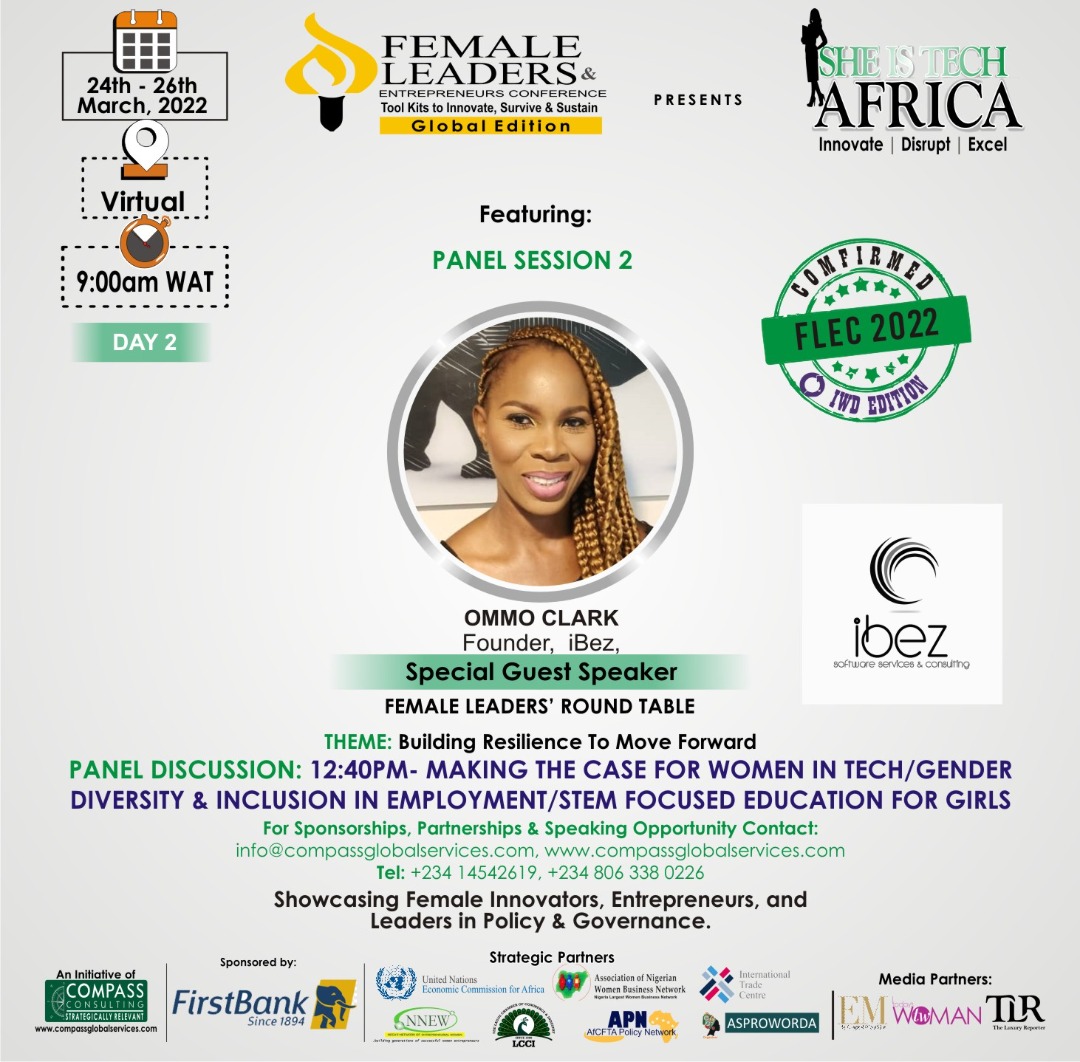 24th - 26th
March, 2022
Virtual
9:00am WAT
DAY 2
FEMALE
LEADERS &
ENTREPRENEURS CONFERENCE
Tool Kits to Innovate, Survive & Sustain
Global Edition
PRESENTS
SHE IS TECH
AFRICA
Innovate | Disrupt | Excel
Featuring:
PANEL SESSION 2
COMFIRMED
FLEC 2022
IWD EDITION
OMMO CLARK
Founder, iBez,
Special Guest Speaker
FEMALE LEADERS’ ROUND TABLE
ibez
software services & consulting
THEME: Building Resilience To Move Forward
PANEL DISCUSSION: 12:40PM- MAKING THE CASE FOR WOMEN IN TECH/GENDER
DIVERSITY & INCLUSION IN EMPLOYMENT/STEM FOCUSED EDUCATION FOR GIRLS
For Sponsorships, Partnerships & Speaking Opportunity Contact:
info@compassglobalservices.com, www.compassglobalservices.com
Tel: +234 14542619, +234 806 338 0226
Showcasing Female Innovators, Entrepreneurs, and
Leaders in Policy & Governance.
An Initiative of
COMPASS
CONSULTING
STRATEGICALLY RELEVANT
www.compassglobalservices.com
Sponsored by:
FirstBank
Since 1894
Strategic Partners
United Nations
Economic Commission for Africa
Association of Nigerian
Women Business Network
Nigeria Largest Women Business Network
International
Trade
Centre
NNEW
LCCI
APN
AfCFTA Policy Network
ASPROWORDA
Media Partners:
EM
WOMAN
TLR
The Luxury Reporter